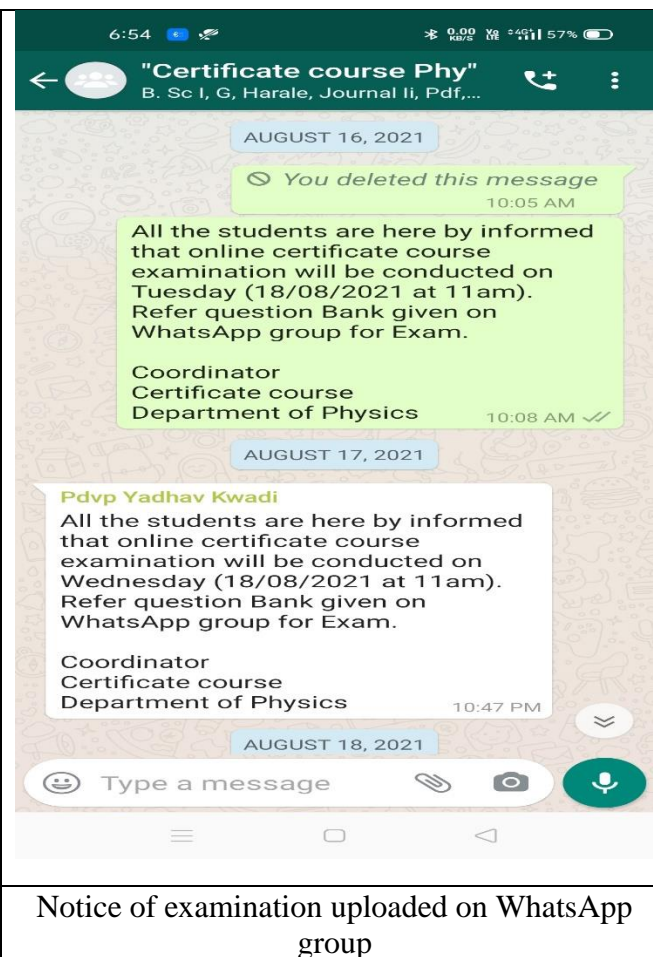 6:54
0.00 KB/S
57%
"Certificate course Phy"
B. Sc I, G, Harale, Journal Ii, Pdf,...
AUGUST 16, 2021
You deleted this message
10:05 AM
All the students are here by informed
that online certificate course
examination will be conducted on
Tuesday (18/08/2021 at 11am).
Refer question Bank given on
WhatsApp group for Exam.
Coordinator
Certificate course
Department of Physics
10:08 AM
AUGUST 17, 2021
Pdvp Yadhav Kwadi
All the students are here by informed
that online certificate course
examination will be conducted on
Wednesday (18/08/2021 at 11am).
Refer question Bank given on
WhatsApp group for Exam.
Coordinator
Certificate course
Department of Physics
10:47 PM
AUGUST 18, 2021
Type a message
Notice of examination uploaded on WhatsApp
group